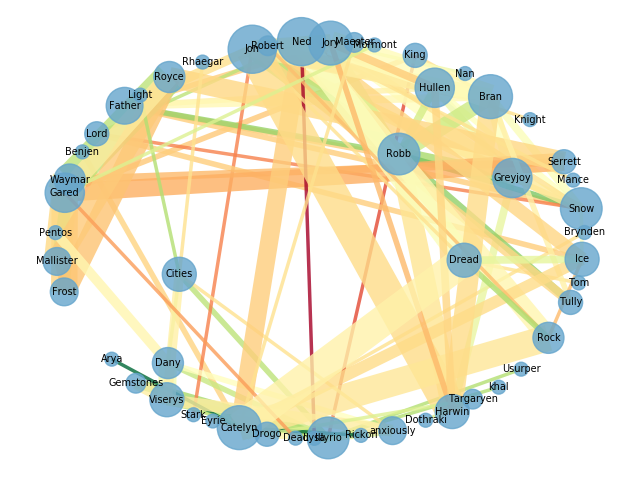 Ned
Jory
Maester
Mormont
Robert
Jon
King
Rhaegar
Nan
Royce
Hullen
Light
Bran
Father
Knight
Lord
Benjen
Robb
Serrett
Waymar
Greyjoy
Mance
Gared
Snow
Pentos
Brynden
Mallister
Dread
Ice
Cities
Tom
Frost
Tully
Rock
Arya
Dany
Usurper
Gemstones
khal
Viserys
Targaryen
Stark
Harwin
Eyrie
Dothraki
Catelyn
Drogo
anxiously
Rickon